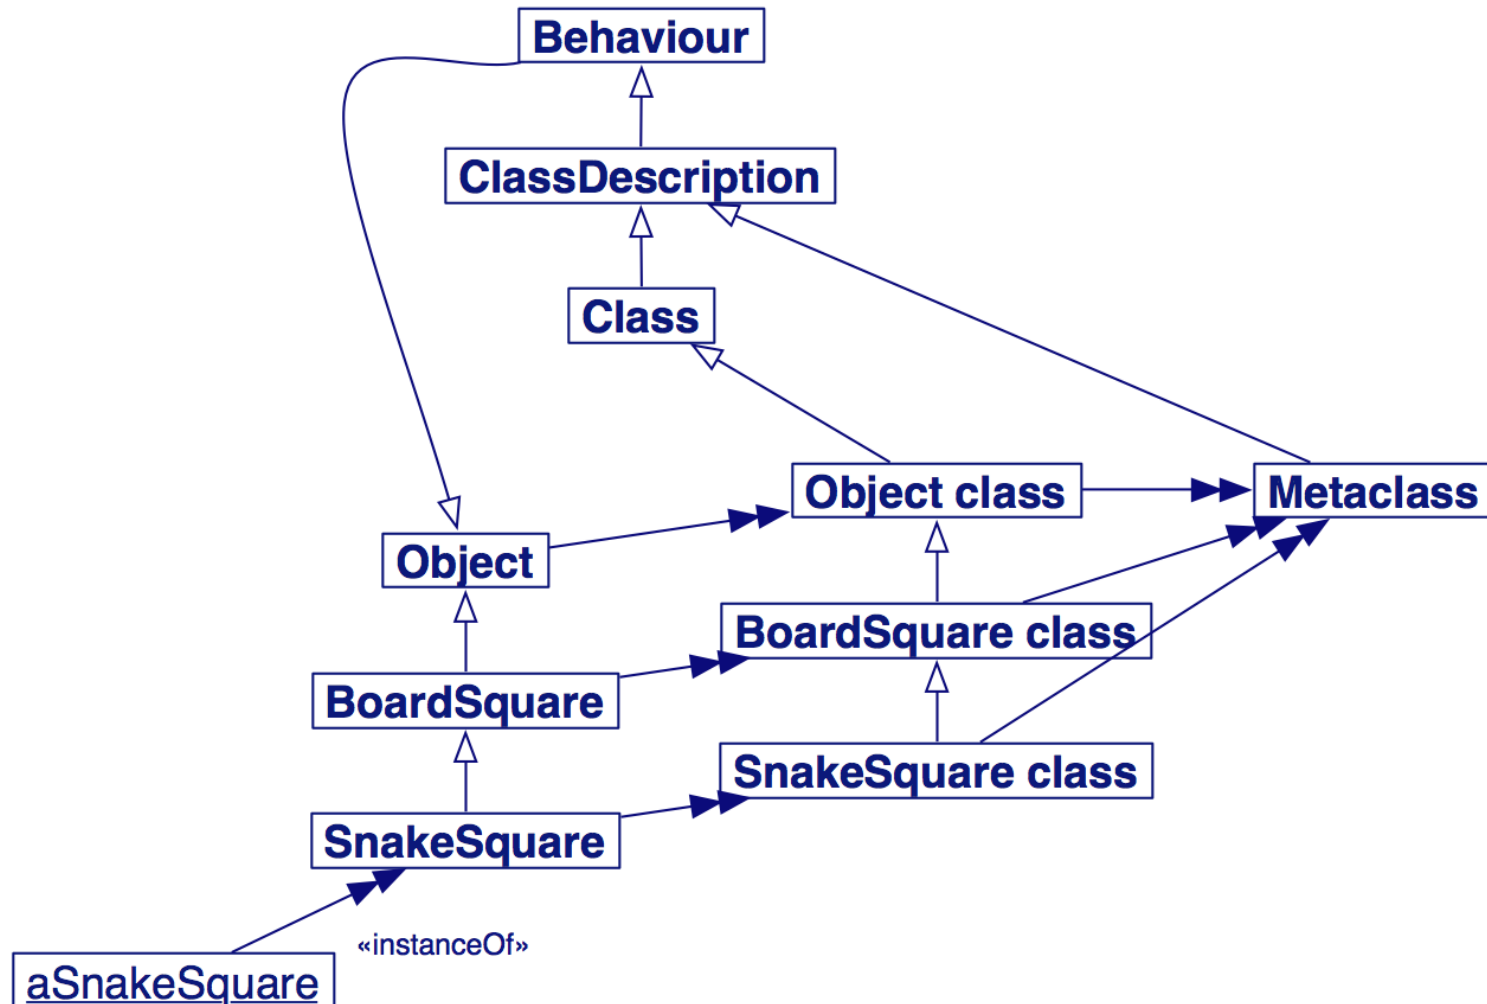 Behaviour
ClassDescription
Class
Object class
Metaclass
Object
BoardSquare class
BoardSquare
SnakeSquare class
SnakeSquare
«instanceOf»
aSnakeSquare